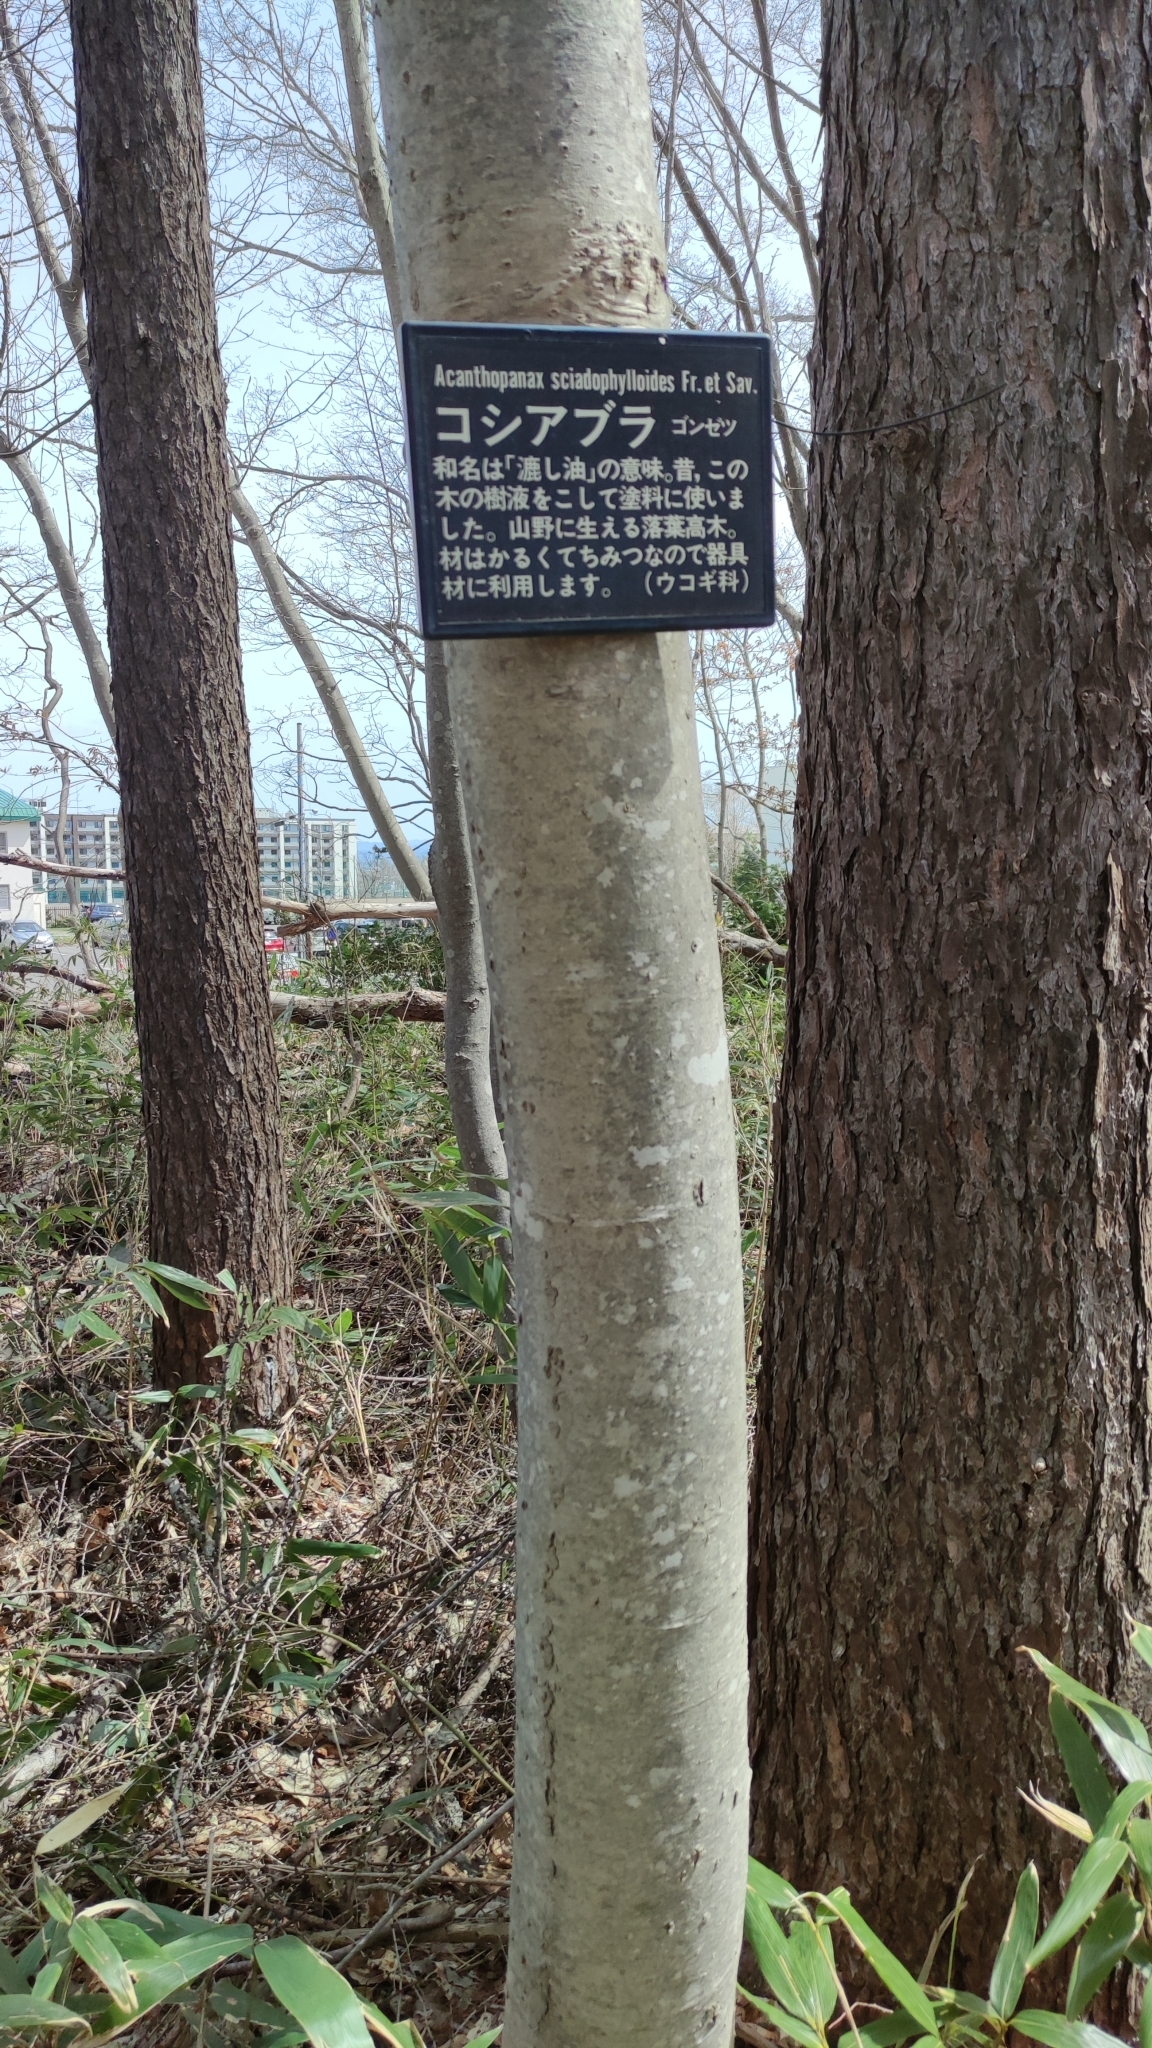 Acanthopanax sciadophylloides Fr. et Sav.
コシアブラ ゴンゼツ
和名は「漉し油」の意味。昔,この
木の樹液をこして塗料に使いま
した。山野に生える落葉高木。
材はかるくてちみつなので器具
材に利用します。（ウコギ科）